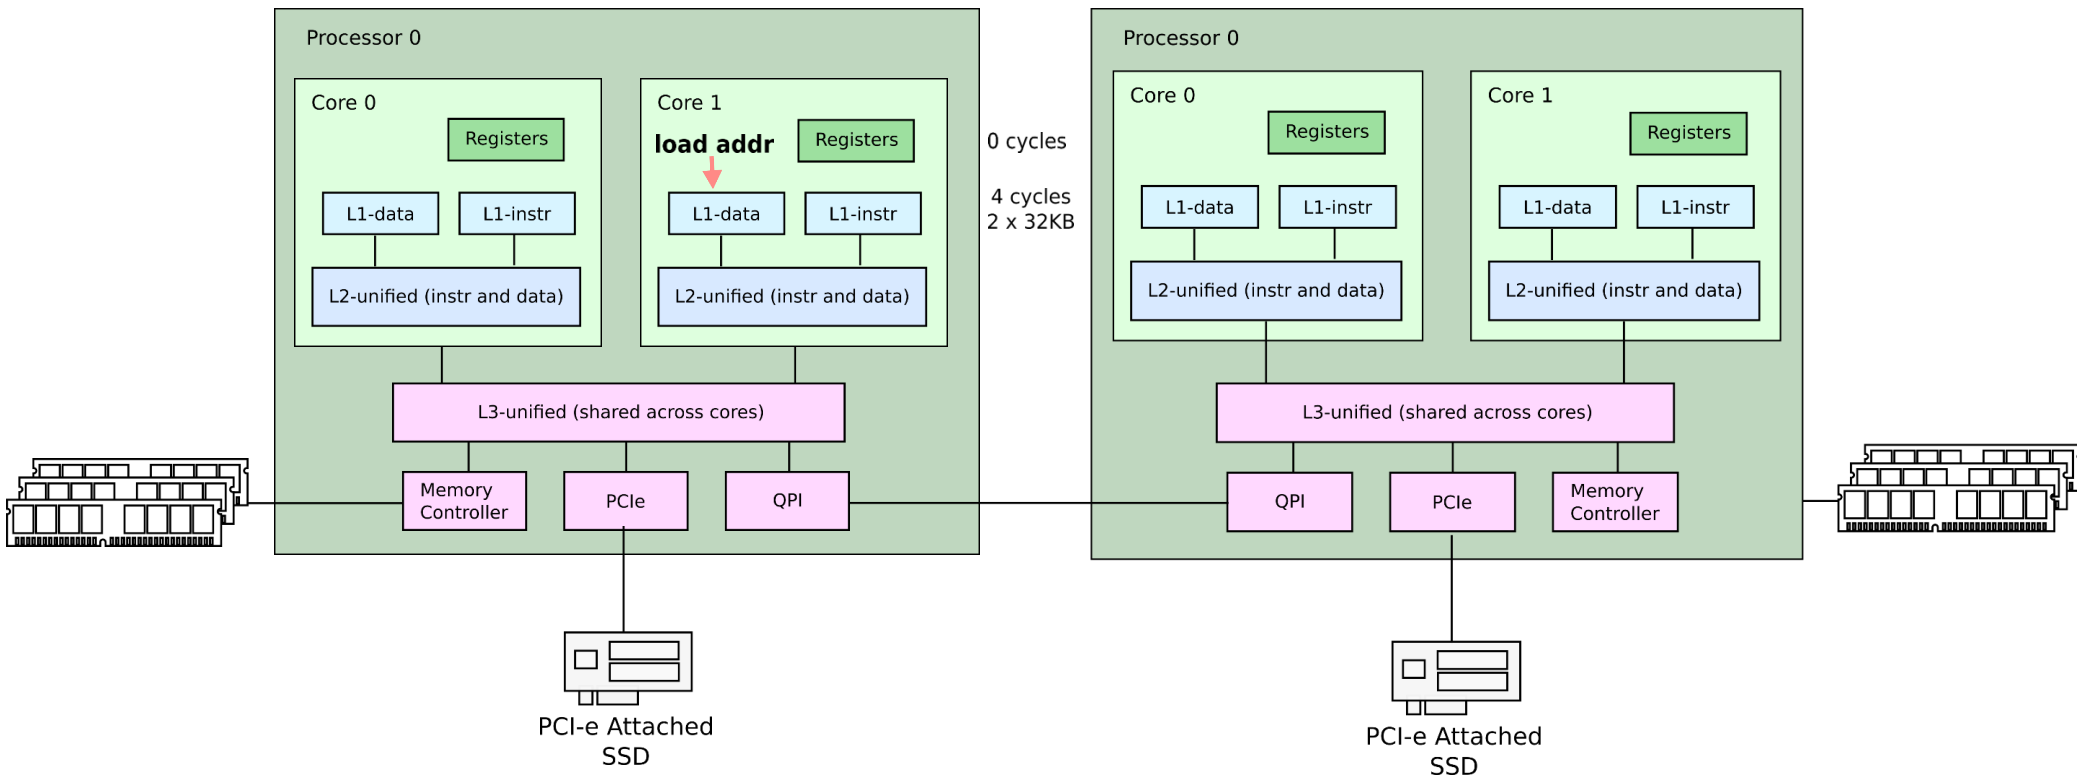 Processor 0
Core 0
Registers
L1-data
L1-instr
L2-unified (instr and data)
Core 1
load addr
Registers
L1-data
L1-instr
L2-unified (instr and data)
L3-unified (shared across cores)
Memory
Controller
PCIe
QPI
PCI-e Attached
SSD
0 cycles
4 cycles
2 x 32KB
Processor 0
Core 0
Registers
L1-data
L1-instr
L2-unified (instr and data)
Core 1
Registers
L1-data
L1-instr
L2-unified (instr and data)
L3-unified (shared across cores)
QPI
PCIe
Memory
Controller
PCI-e Attached
SSD